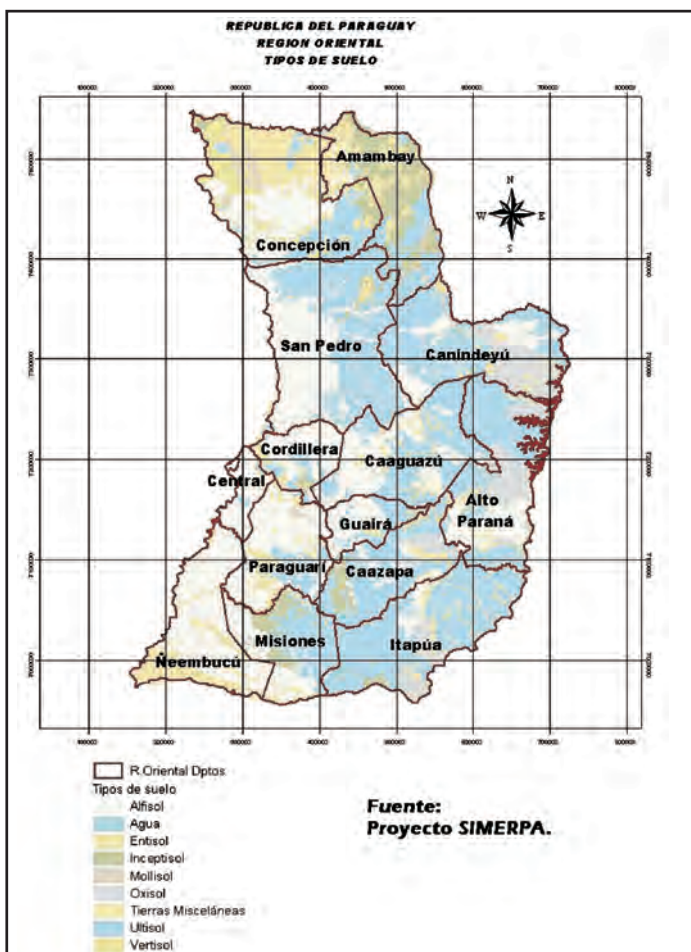 REPUBLICA DEL PARAGUAY
REGION ORIENTAL
TIPOS DE SUELO
Amambay
N
W E
S
Concepción
San Pedro
Canindeyú
Cordillera
Caaguazú
Central
Alto
Paraná
Guairá
Paraguarí
Caazapa
Misiones
Itapúa
Ñeembucú
R.Oriental Dptos
Tipos de suelo
Alfisol
Agua
Entisol
Inceptisol
Mollisol
Oxisol
Tierras Misceláneas
Ultisol
Vertisol
Fuente:
Proyecto SIMERPA.